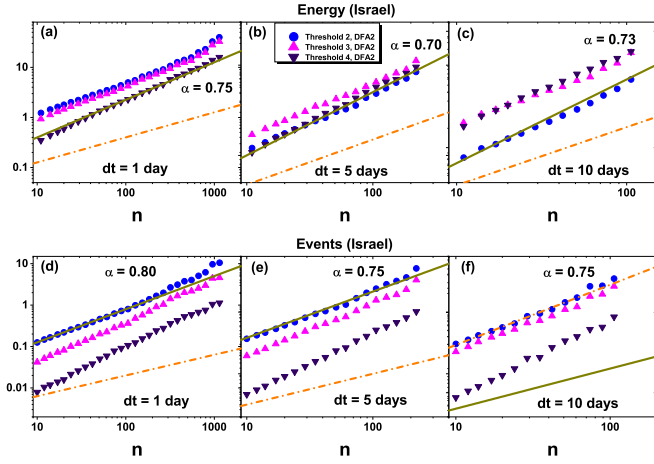 Energy (Israel)
(a)
α = 0.75
dt = 1 day
10
1
0.1
10
100
1000
n
(b)
Threshold 2, DFA2
Threshold 3, DFA2
Threshold 4, DFA2
α = 0.70
dt = 5 days
10
100
n
(c)
α = 0.73
dt = 10 days
10
100
n
Events (Israel)
(d)
α = 0.80
dt = 1 day
10
1
0.1
0.01
10
100
1000
n
(e)
α = 0.75
dt = 5 days
10
100
n
(f)
α = 0.75
dt = 10 days
10
100
n